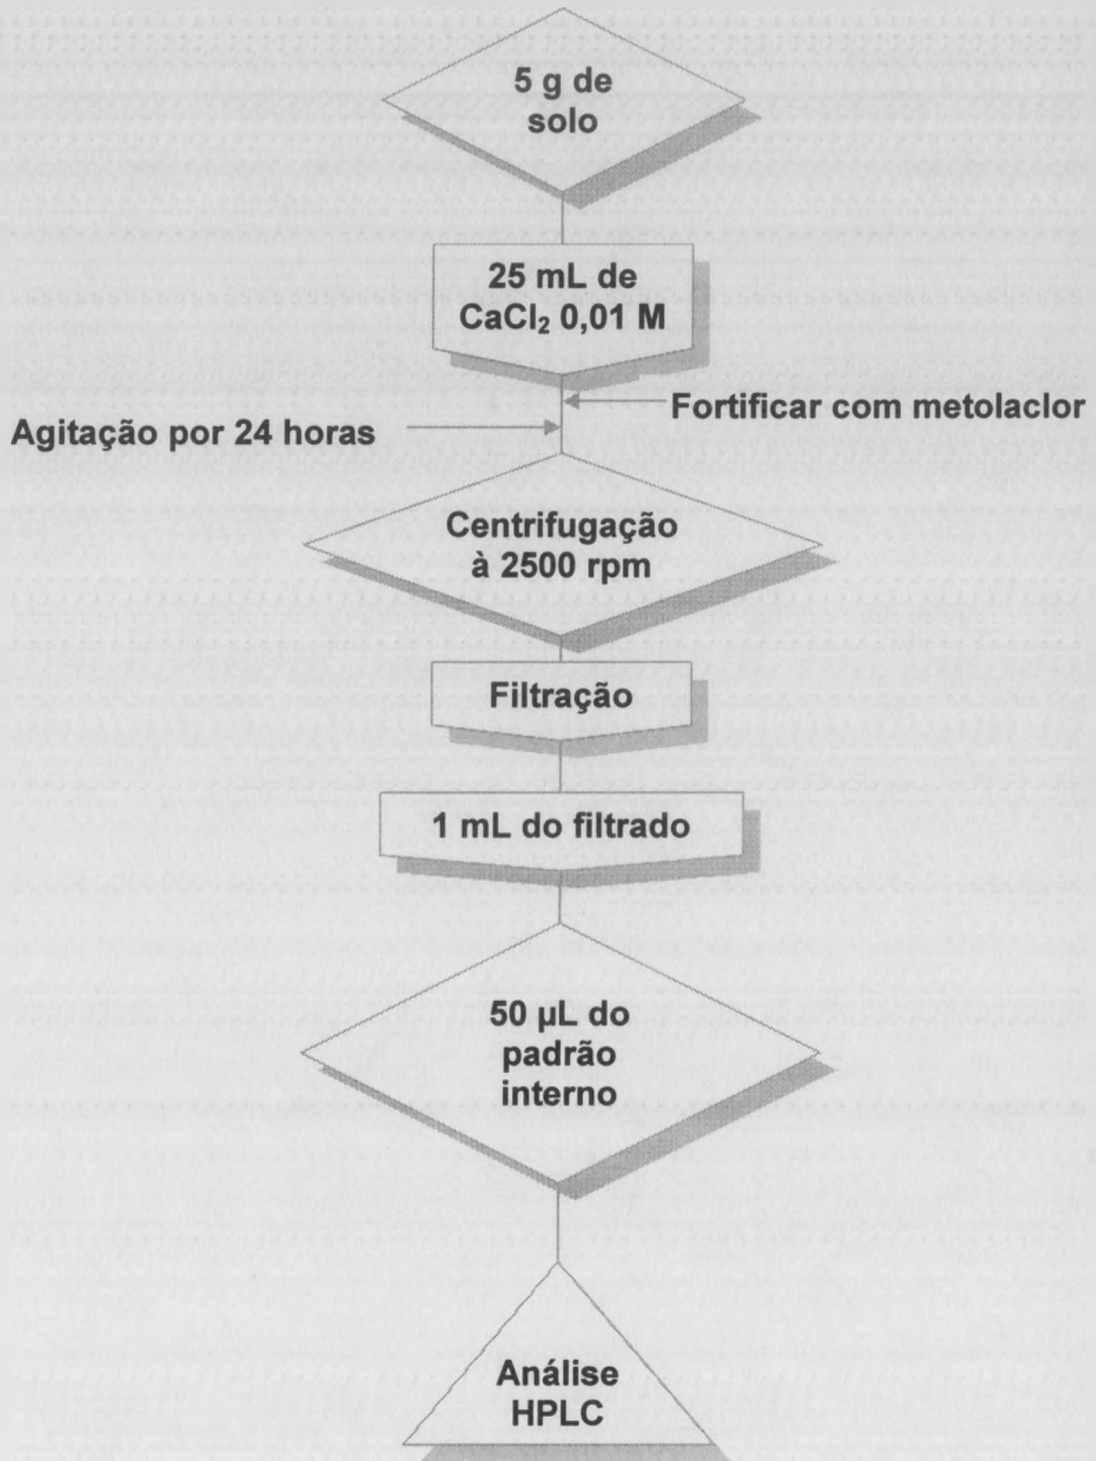 5 g de
solo
25 mL de
CaCl₂ 0,01 M
Fortificar com metolaclor
Agitação por 24 horas
Centrifugação
à 2500 rpm
Filtração
1 mL do filtrado
50 µL do
padrão
interno
Análise
HPLC